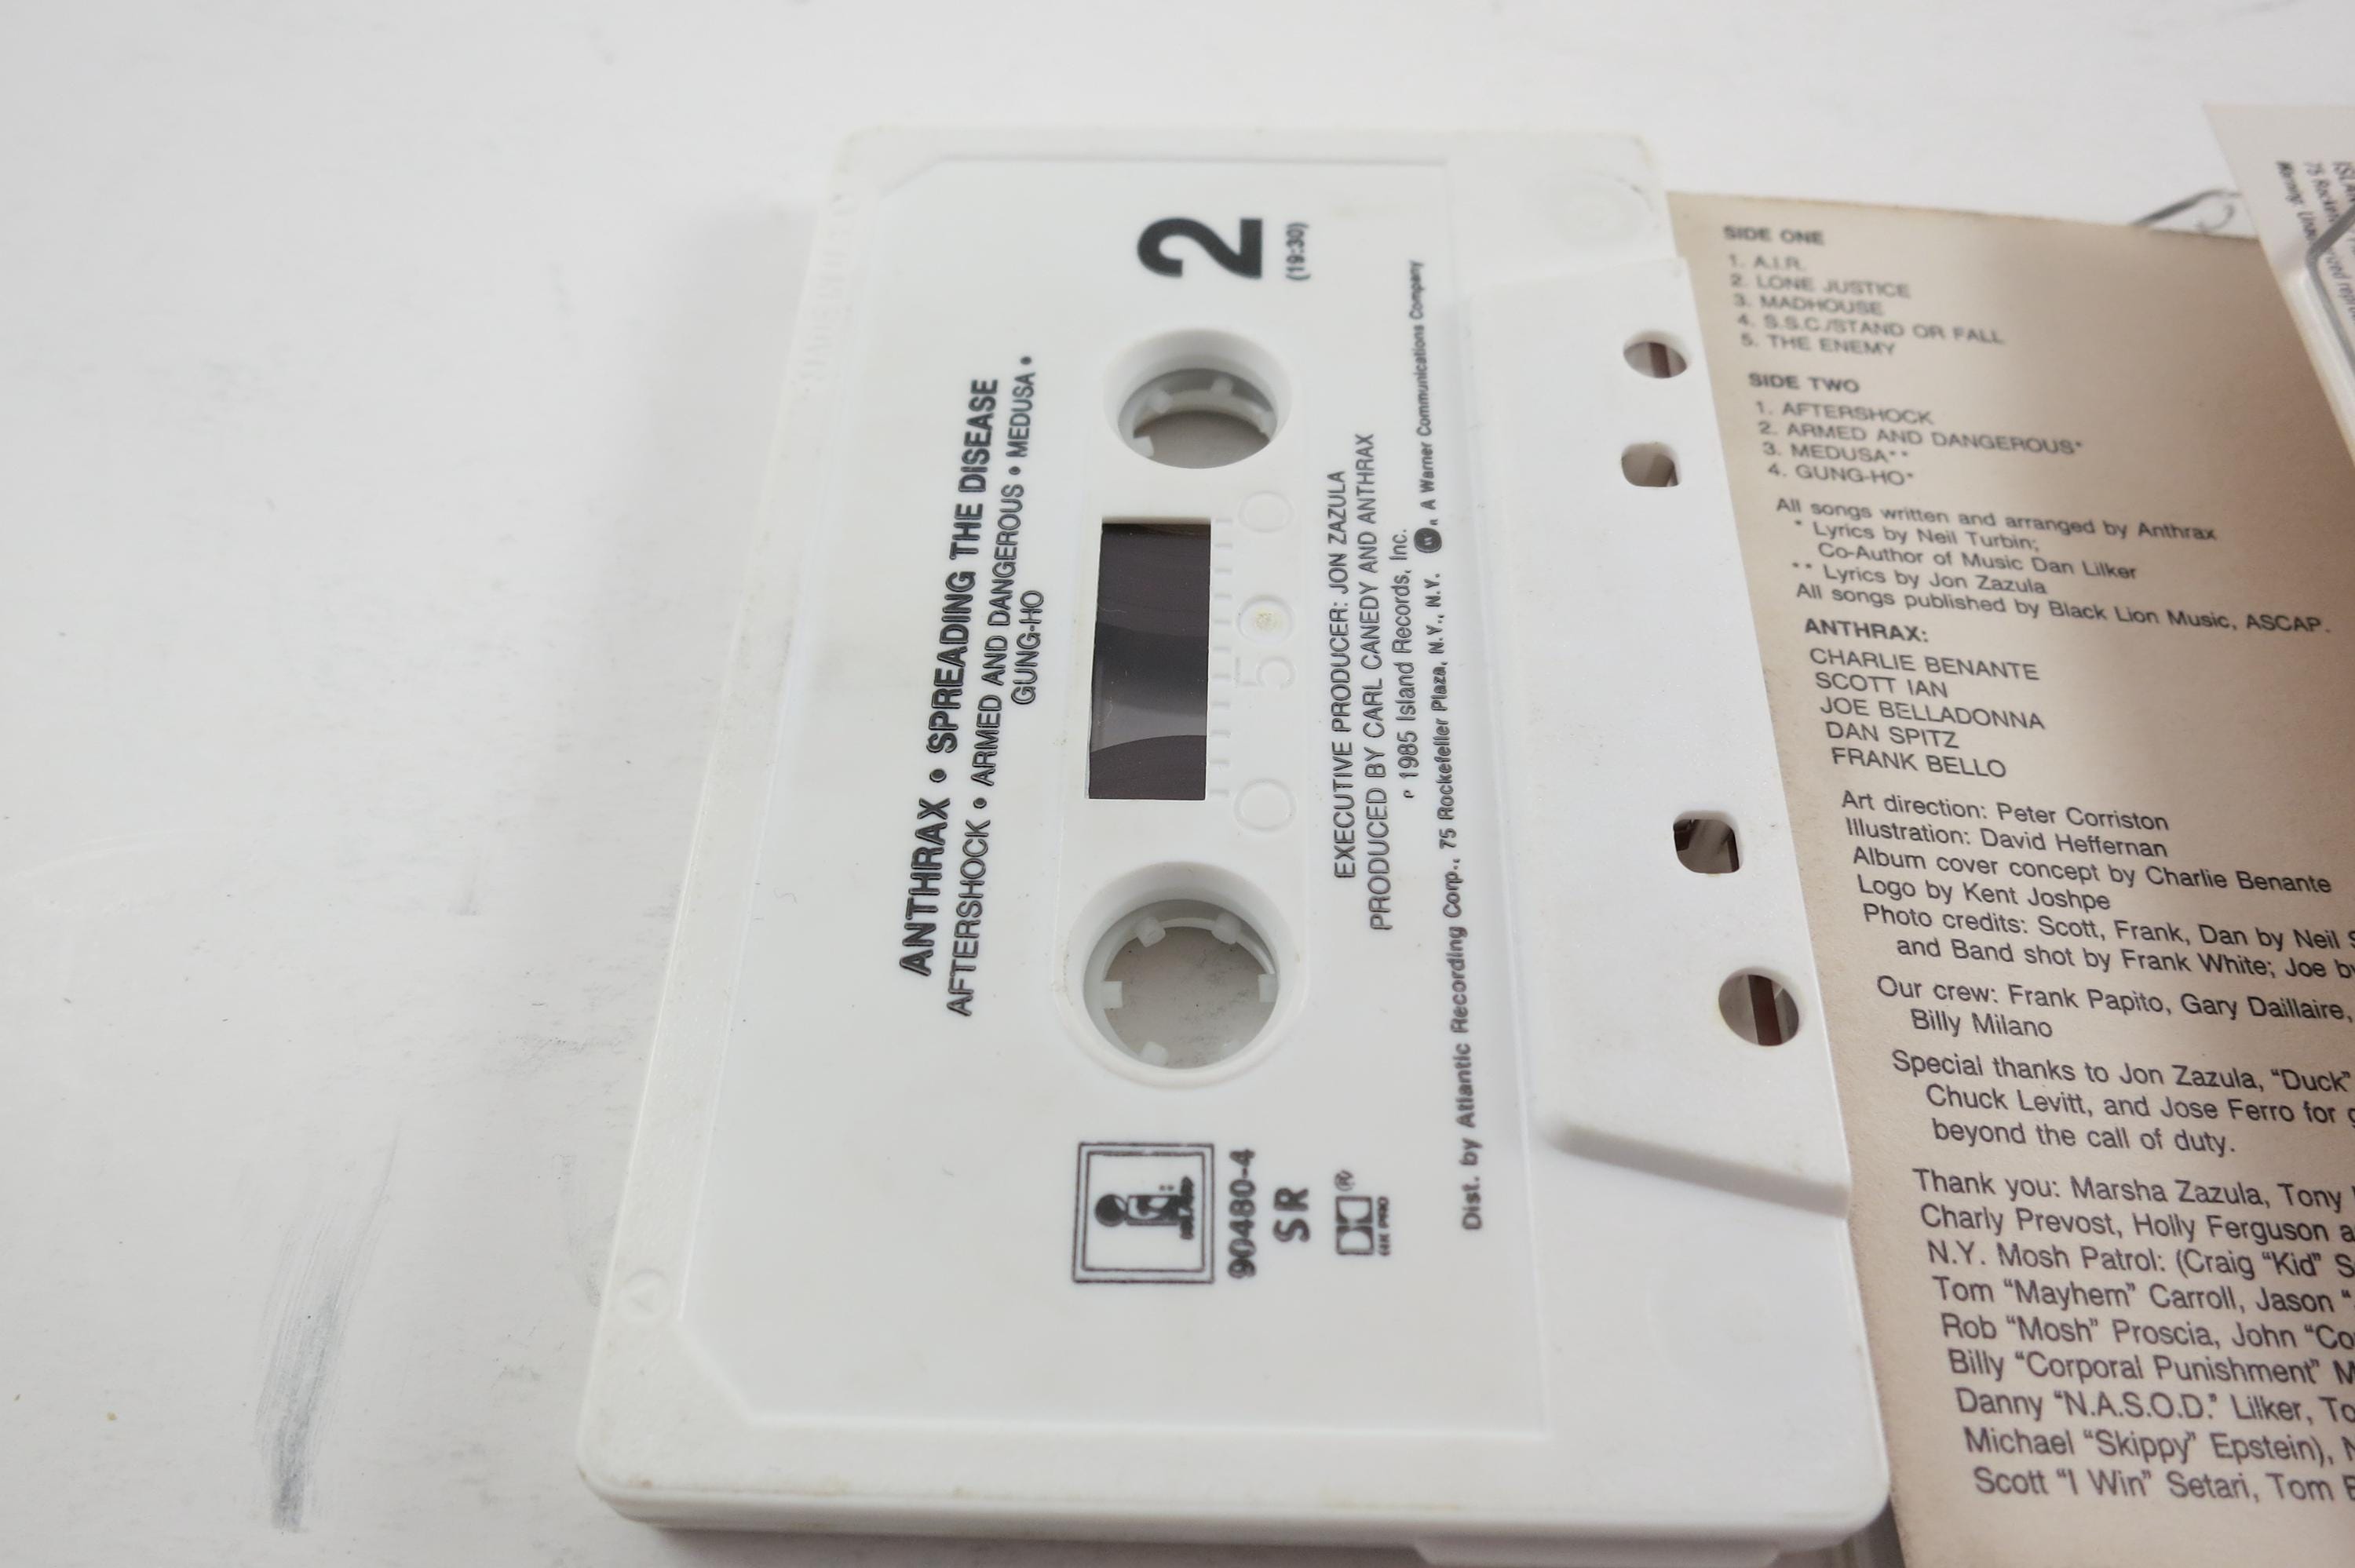 ANTHRAX • SPREADING THE DISEASE
AFTERSHOCK • ARMED AND DANGEROUS • MEDUSA •
GUNG-HO
2
(19:30)
50
90480-4
SR
HX PRO
EXECUTIVE PRODUCER: JON ZAZULA
PRODUCED BY CARL CANEDY AND ANTHRAX
℗ 1985 Island Records, Inc.
Dist. by Atlantic Recording Corp., 75 Rockefeller Plaza, N.Y., N.Y. A Warner Communications Company
SIDE ONE
1. A.I.R.
2. LONE JUSTICE
3. MADHOUSE
4. S.S.C./STAND OR FALL
5. THE ENEMY
SIDE TWO
1. AFTERSHOCK
2. ARMED AND DANGEROUS*
3. MEDUSA**
4. GUNG-HO*
All songs written and arranged by Anthrax
* Lyrics by Neil Turbin;
Co-Author of Music Dan Lilker
** Lyrics by Jon Zazula
All songs published by Black Lion Music, ASCAP.
ANTHRAX:
CHARLIE BENANTE
SCOTT IAN
JOE BELLADONNA
DAN SPITZ
FRANK BELLO
Art direction: Peter Corriston
Illustration: David Heffernan
Album cover concept by Charlie Benante
Logo by Kent Joshpe
Photo credits: Scott, Frank, Dan by Neil
and Band shot by Frank White; Joe by
Our crew: Frank Papito, Gary Daillaire,
Billy Milano
Special thanks to Jon Zazula, “Duck”
Chuck Levitt, and Jose Ferro for
beyond the call of duty.
Thank you: Marsha Zazula, Tony
Charly Prevost, Holly Ferguson
N.Y. Mosh Patrol: (Craig “Kid”
Tom “Mayhem” Carroll, Jason
Rob “Mosh” Proscia, John
Billy “Corporal Punishment”
Danny “N.A.S.O.D.” Lilker,
Michael “Skippy” Epstein),
Scott “I Win” Setari, Tom